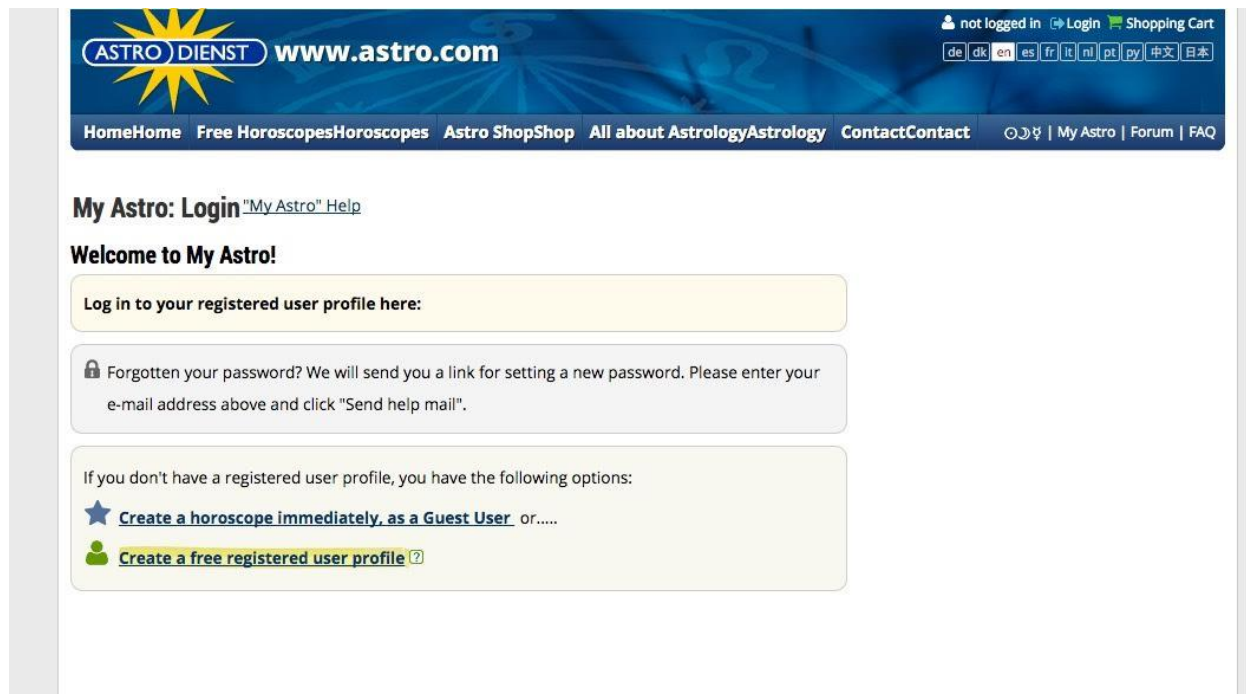 not logged in Login Shopping Cart
ASTRO DIENST www.astro.com
de dk en es fr it nl pt py 中文 日本
HomeHome Free HoroscopesHoroscopes Astro ShopShop All about AstrologyAstrology ContactContact ☉☽☿ | My Astro | Forum | FAQ
My Astro: Login "My Astro" Help
Welcome to My Astro!
Log in to your registered user profile here:
Forgotten your password? We will send you a link for setting a new password. Please enter your
e-mail address above and click "Send help mail".
If you don't have a registered user profile, you have the following options:
Create a horoscope immediately, as a Guest User or.....
Create a free registered user profile ?